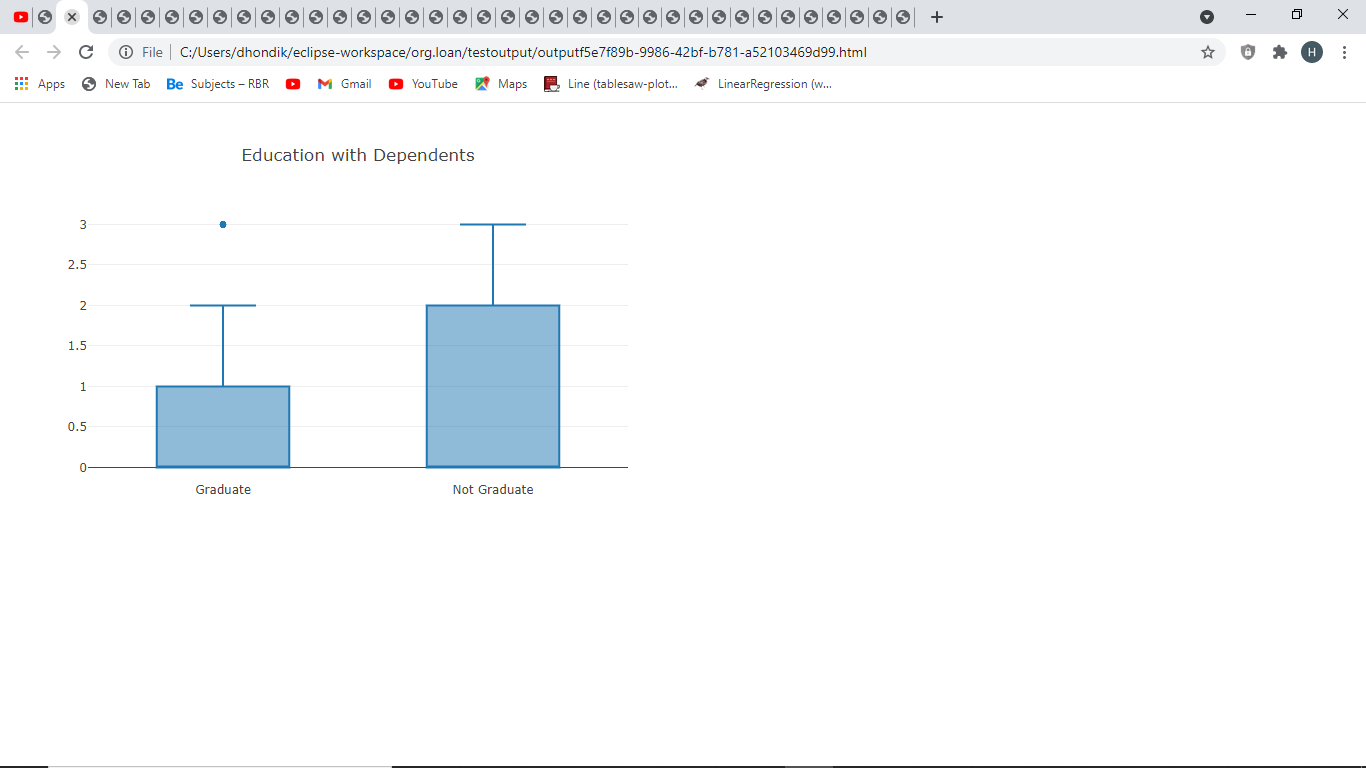 File C:/Users/dhondik/eclipse-workspace/org.loan/testoutput/outputf5e7f89b-9986-42bf-b781-a52103469d99.html H
Apps New Tab Be Subjects – RBR Gmail YouTube Maps Line (tablesaw-plot... LinearRegression (w...
Education with Dependents
3
2.5
2
1.5
1
0.5
0
Graduate Not Graduate